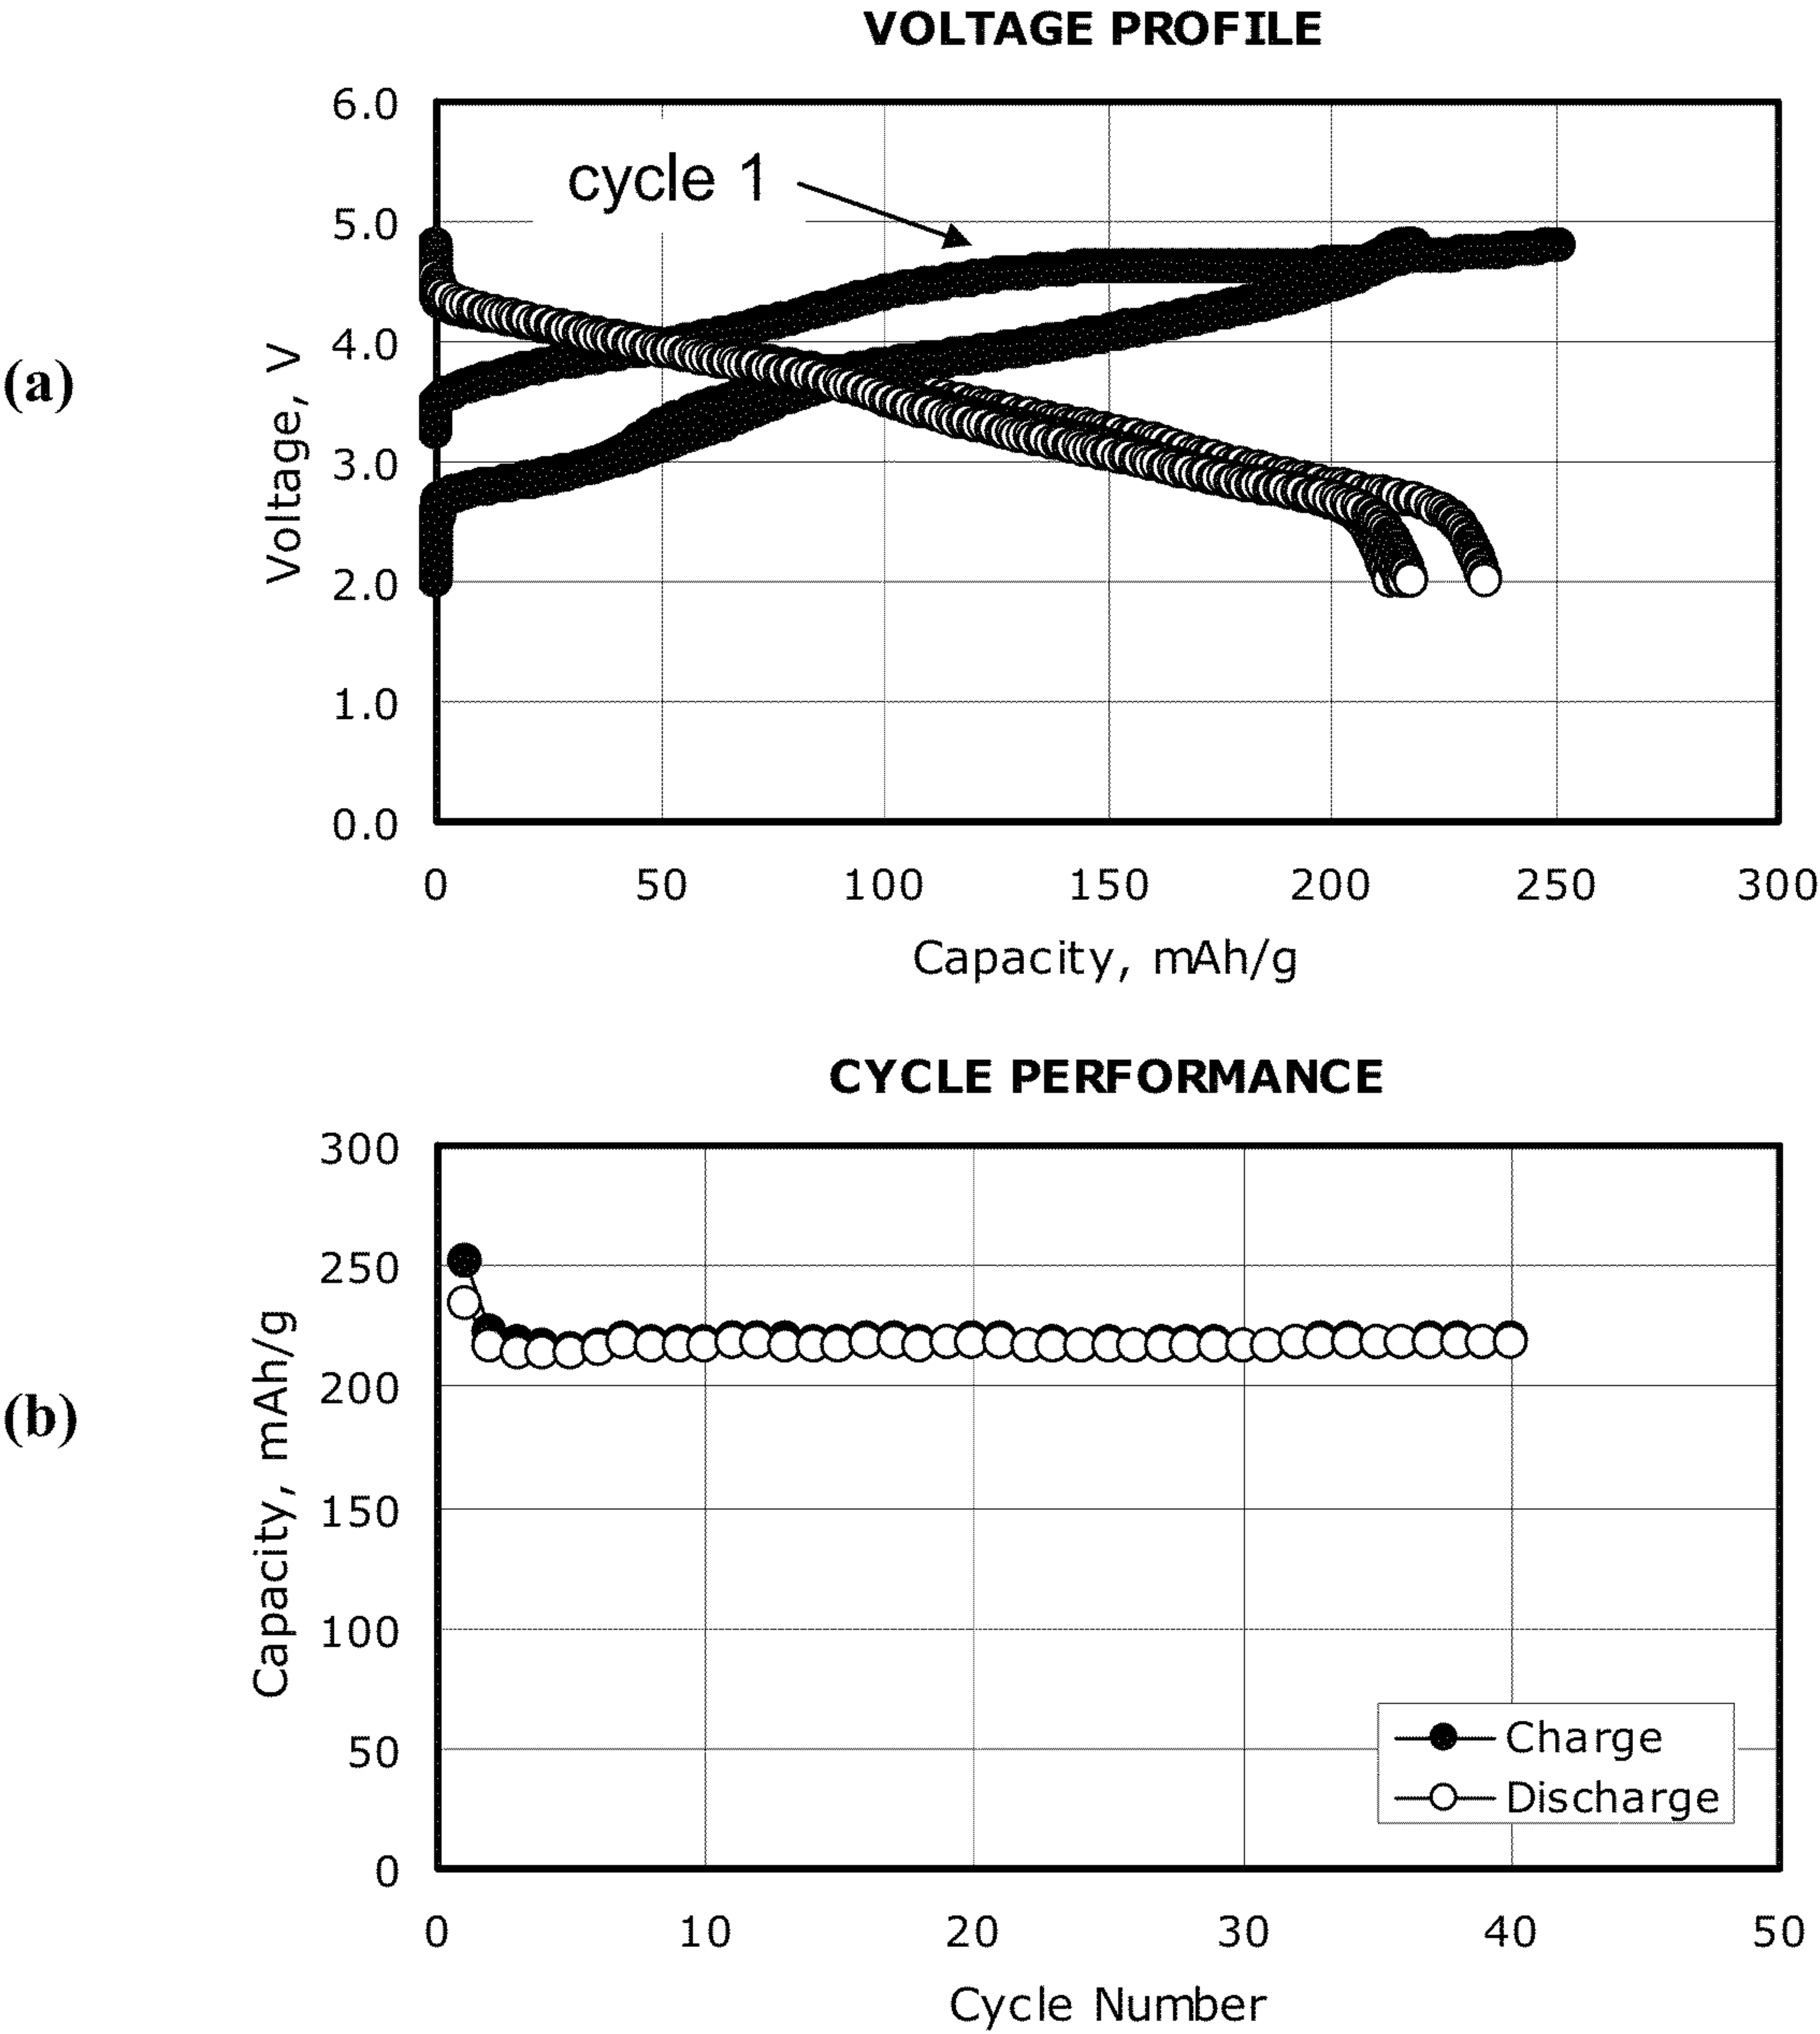 VOLTAGE PROFILE
6.0
cycle 1
5.0
4.0
(a)
Voltage, V
3.0
2.0
1.0
0.0
0 50 100 150 200 250 300
Capacity, mAh/g
CYCLE PERFORMANCE
300
250
200
(b)
Capacity, mAh/g
150
100
50
0
Charge
Discharge
0 10 20 30 40 50
Cycle Number